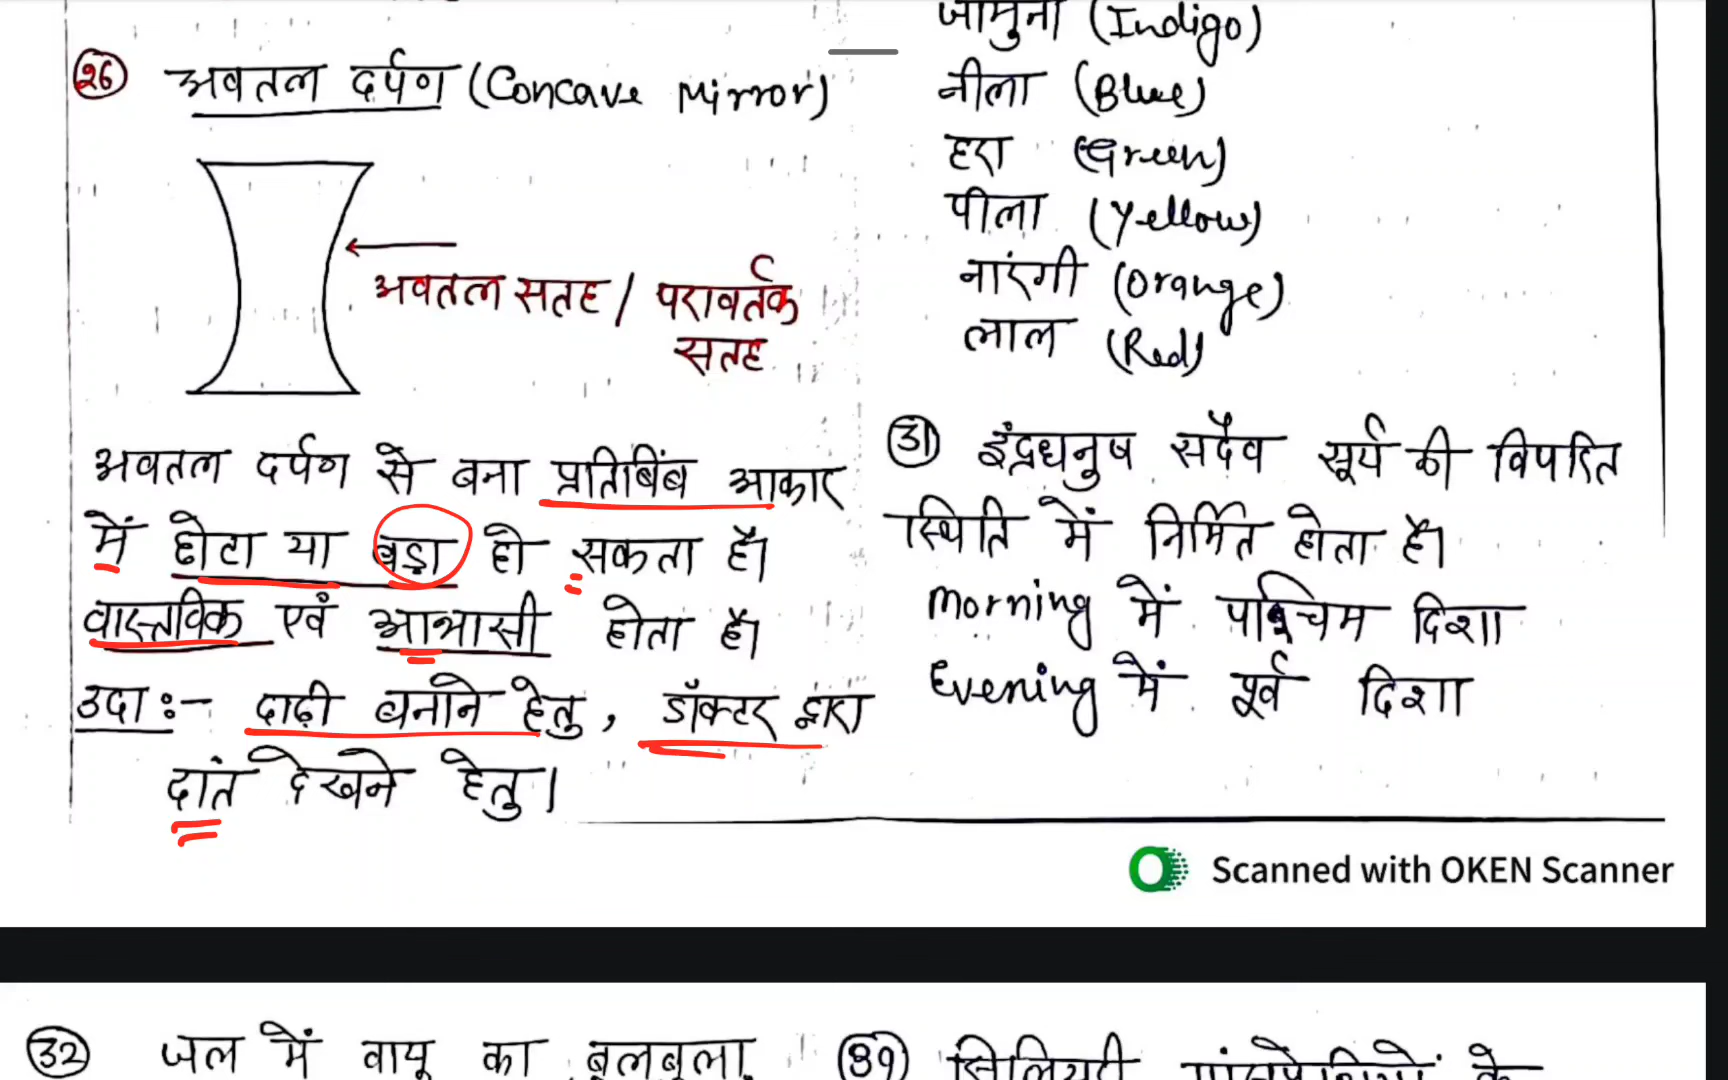 26 अवतल दर्पण (Concave Mirror)
अवतल सतह / परावर्तक
सतह
अवतल दर्पण से बना प्रतिबिंब आकार
में छोटा या बड़ा हो सकता है।
वास्तविक एवं आभासी होता है।
उदा :- दाढ़ी बनाने हेतु, डॉक्टर द्वारा
दांत देखने हेतु।
जामुनी (Indigo)
नीला (Blue)
हरा (Green)
पीला (Yellow)
नारंगी (Orange)
लाल (Red)
31 इंद्रधनुष सदैव सूर्य की विपरित
स्थिति में निर्मित होता है।
Morning में पश्चिम दिशा
Evening में पूर्व दिशा
Scanned with OKEN Scanner
32 जल में वायू का बुलबुला
39 के